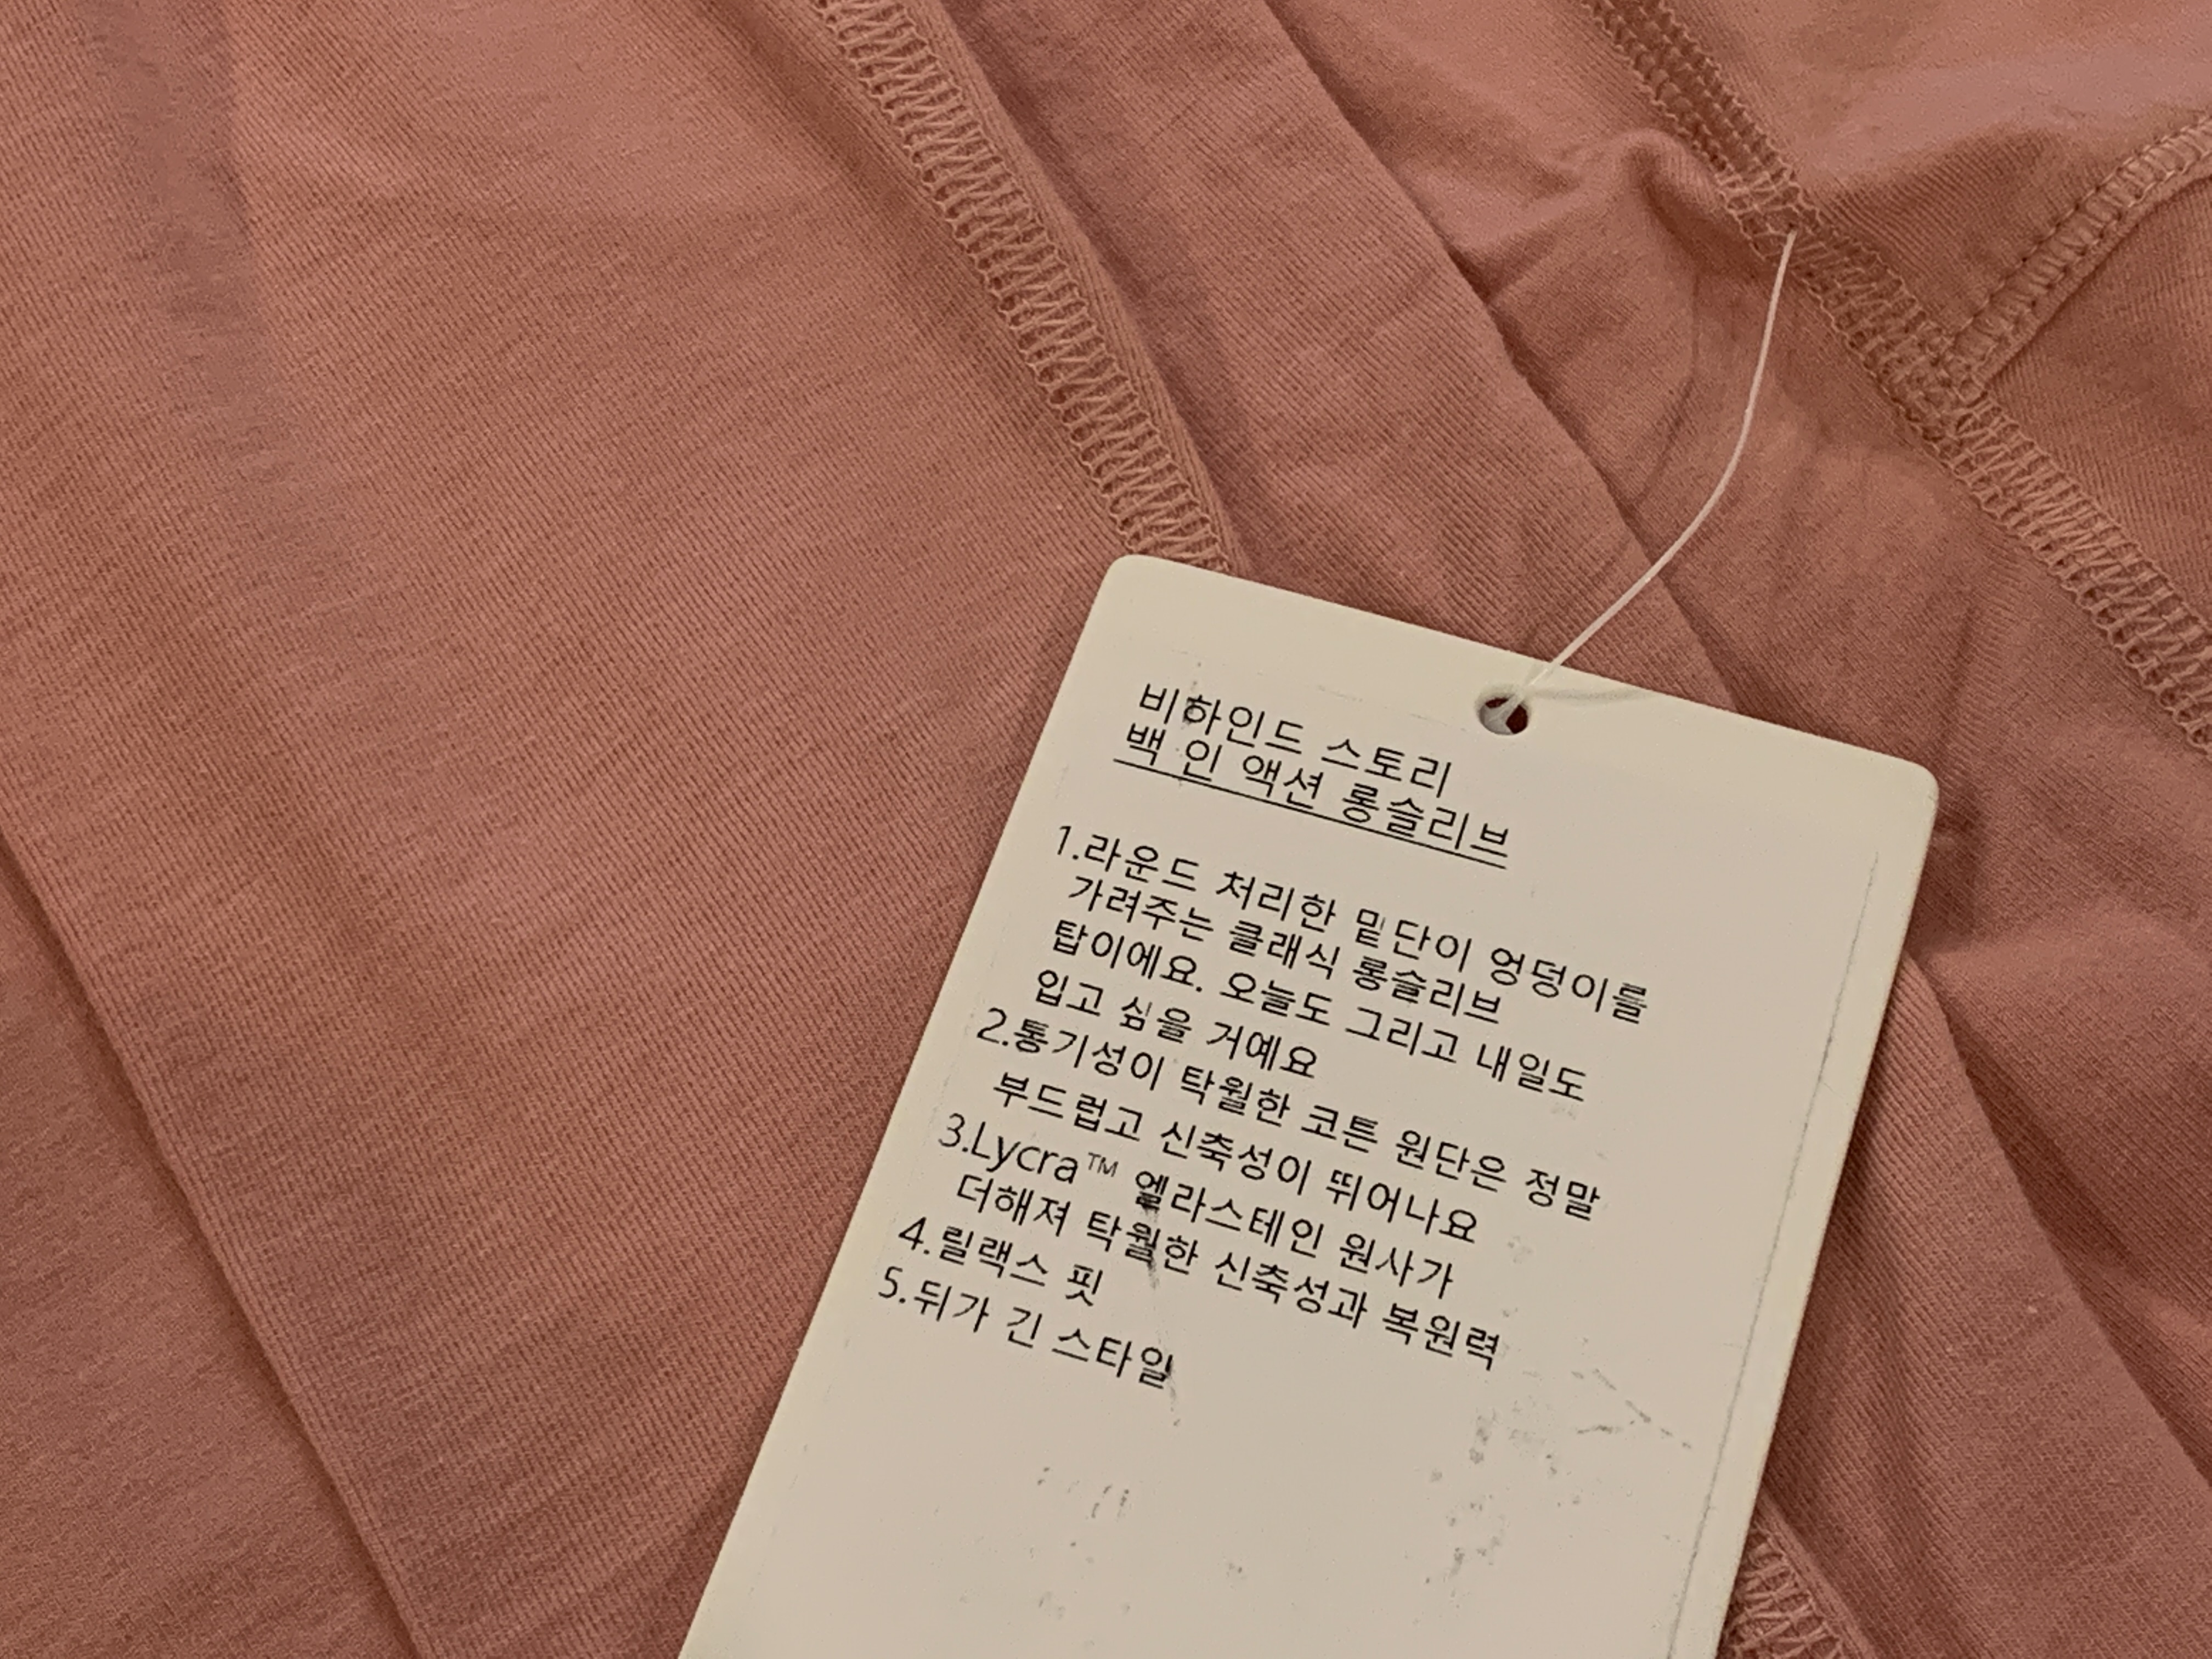 비하인드 스토리
백 인 액션 롱슬리브
1.라운드 처리한 밑단이 엉덩이를
가려주는 클래식 롱슬리브
탑이에요. 오늘도 그리고 내일도
입고 싶을 거예요
2.통기성이 탁월한 코튼 원단은 정말
부드럽고 신축성이 뛰어나요
3.Lycra™ 엘라스테인 원사가
더해져 탁월한 신축성과 복원력
4.릴랙스 핏
5.뒤가 긴 스타일